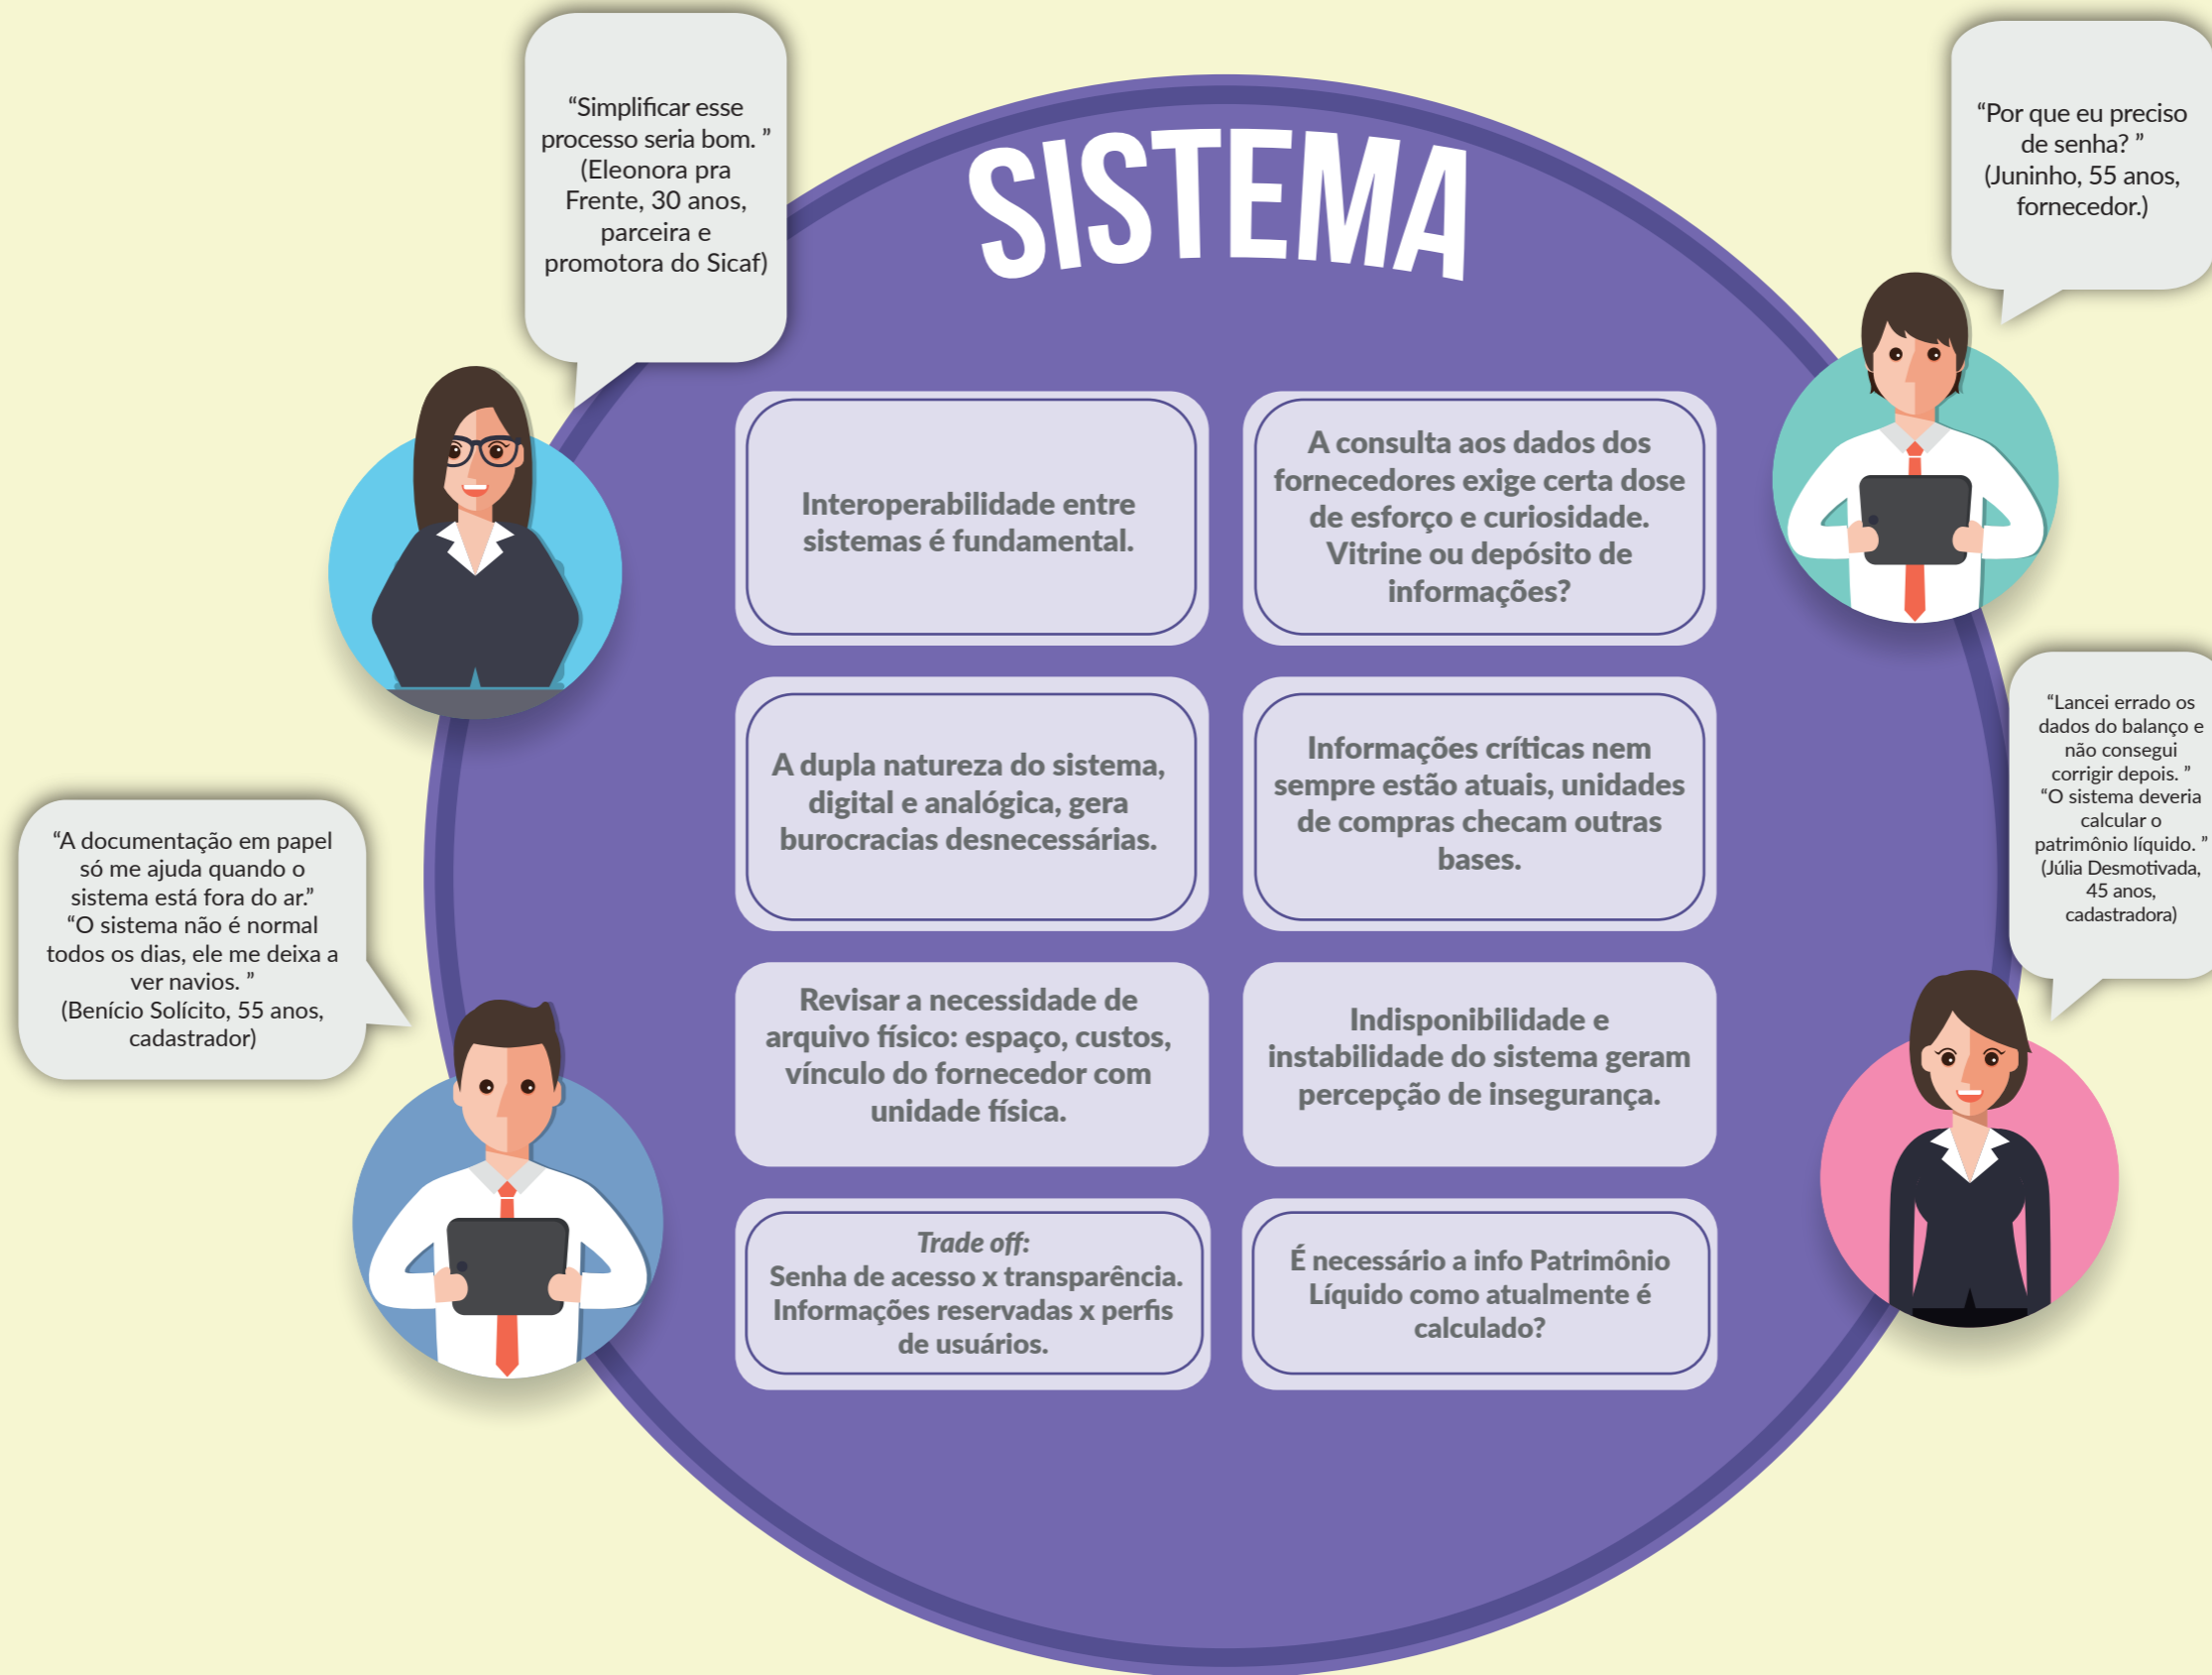 “Simplificar esse
processo seria bom. ”
(Eleonora pra
Frente, 30 anos,
parceira e
promotora do Sicaf)
“Por que eu preciso
de senha? ”
(Juninho, 55 anos,
fornecedor.)
SISTEMA
Interoperabilidade entre
sistemas é fundamental.
A consulta aos dados dos
fornecedores exige certa dose
de esforço e curiosidade.
Vitrine ou depósito de
informações?
A dupla natureza do sistema,
digital e analógica, gera
burocracias desnecessárias.
Informações críticas nem
sempre estão atuais, unidades
de compras checam outras
bases.
“Lancei errado os
dados do balanço e
não consegui
corrigir depois. ”
“O sistema deveria
calcular o
patrimônio líquido. ”
(Júlia Desmotivada,
45 anos,
cadastradora)
“A documentação em papel
só me ajuda quando o
sistema está fora do ar.”
“O sistema não é normal
todos os dias, ele me deixa a
ver navios. ”
(Benício Solícito, 55 anos,
cadastrador)
Revisar a necessidade de
arquivo físico: espaço, custos,
vínculo do fornecedor com
unidade física.
Indisponibilidade e
instabilidade do sistema geram
percepção de insegurança.
Trade off:
Senha de acesso x transparência.
Informações reservadas x perfis
de usuários.
É necessário a info Patrimônio
Líquido como atualmente é
calculado?